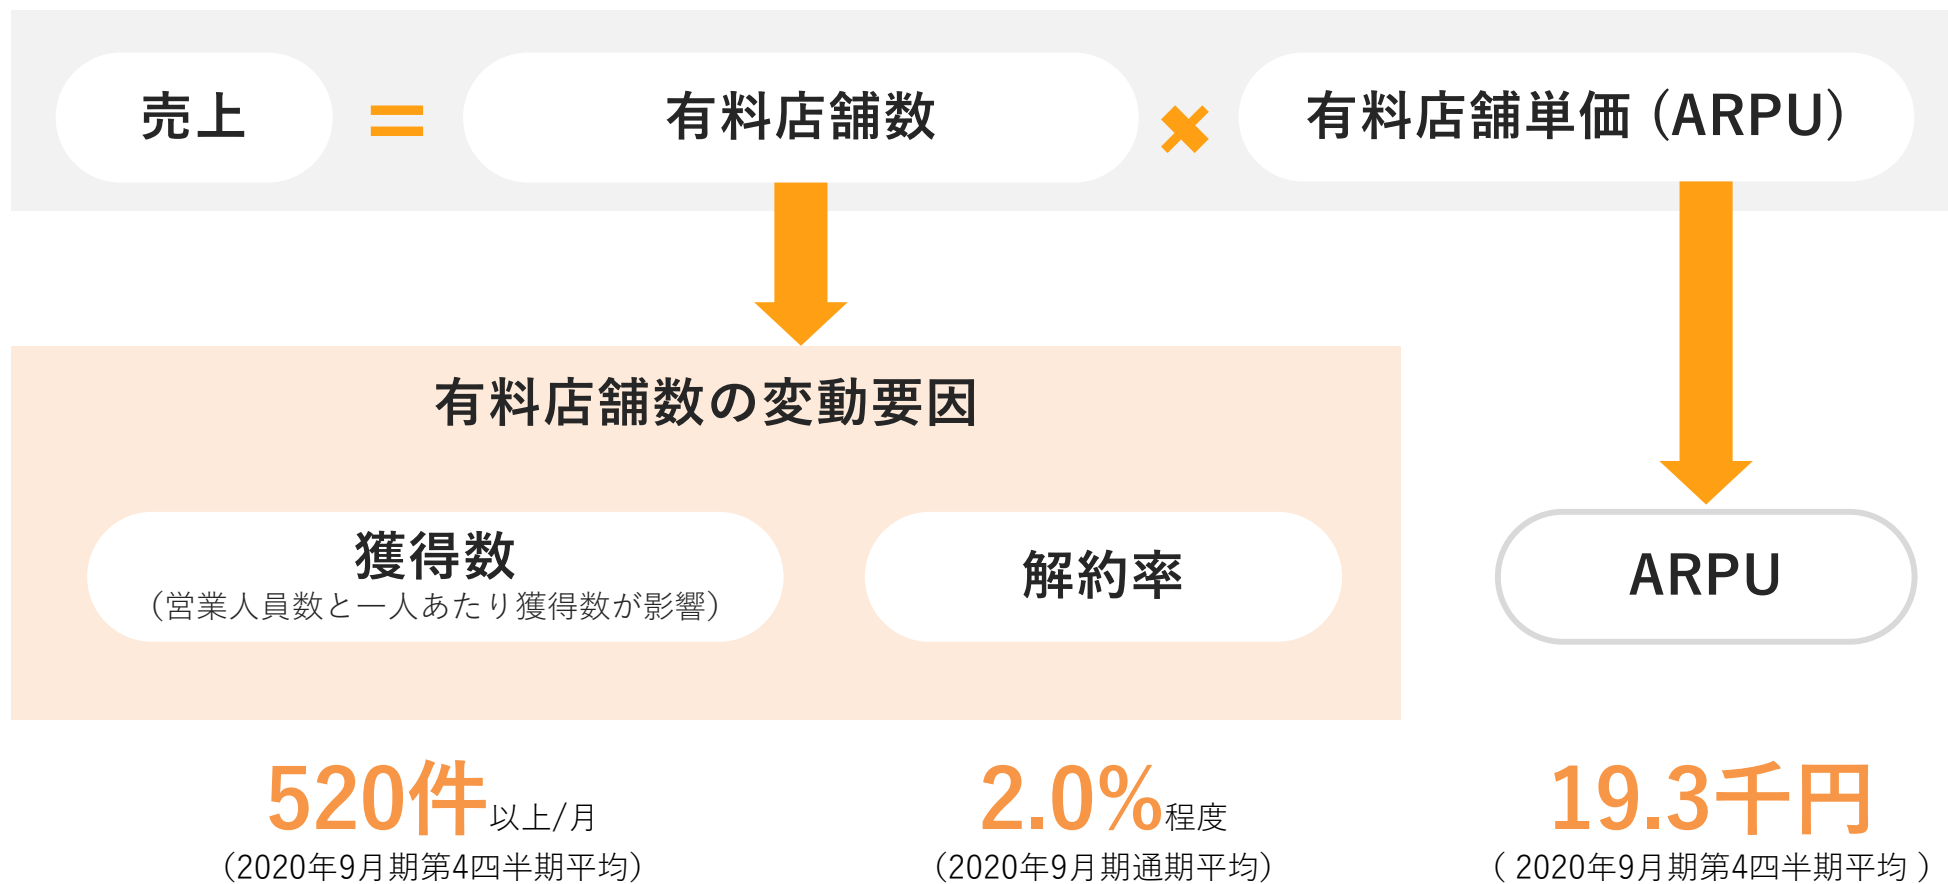 売上 = 有料店舗数 × 有料店舗単価 (ARPU)
有料店舗数の変動要因
獲得数
（営業人員数と一人あたり獲得数が影響）
解約率
ARPU
520件以上/月
（2020年9月期第4四半期平均）
2.0%程度
（2020年9月期通期平均）
19.3千円
（ 2020年9月期第4四半期平均 ）